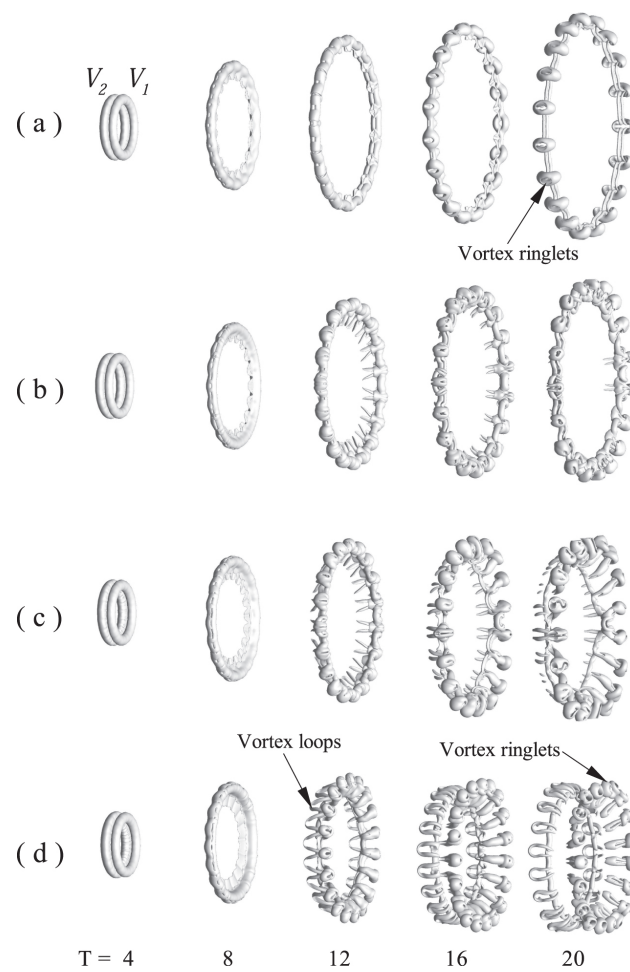 V2 V1
( a )
Vortex ringlets
( b )
( c )
Vortex loops
Vortex ringlets
( d )
T = 4 8 12 16 20